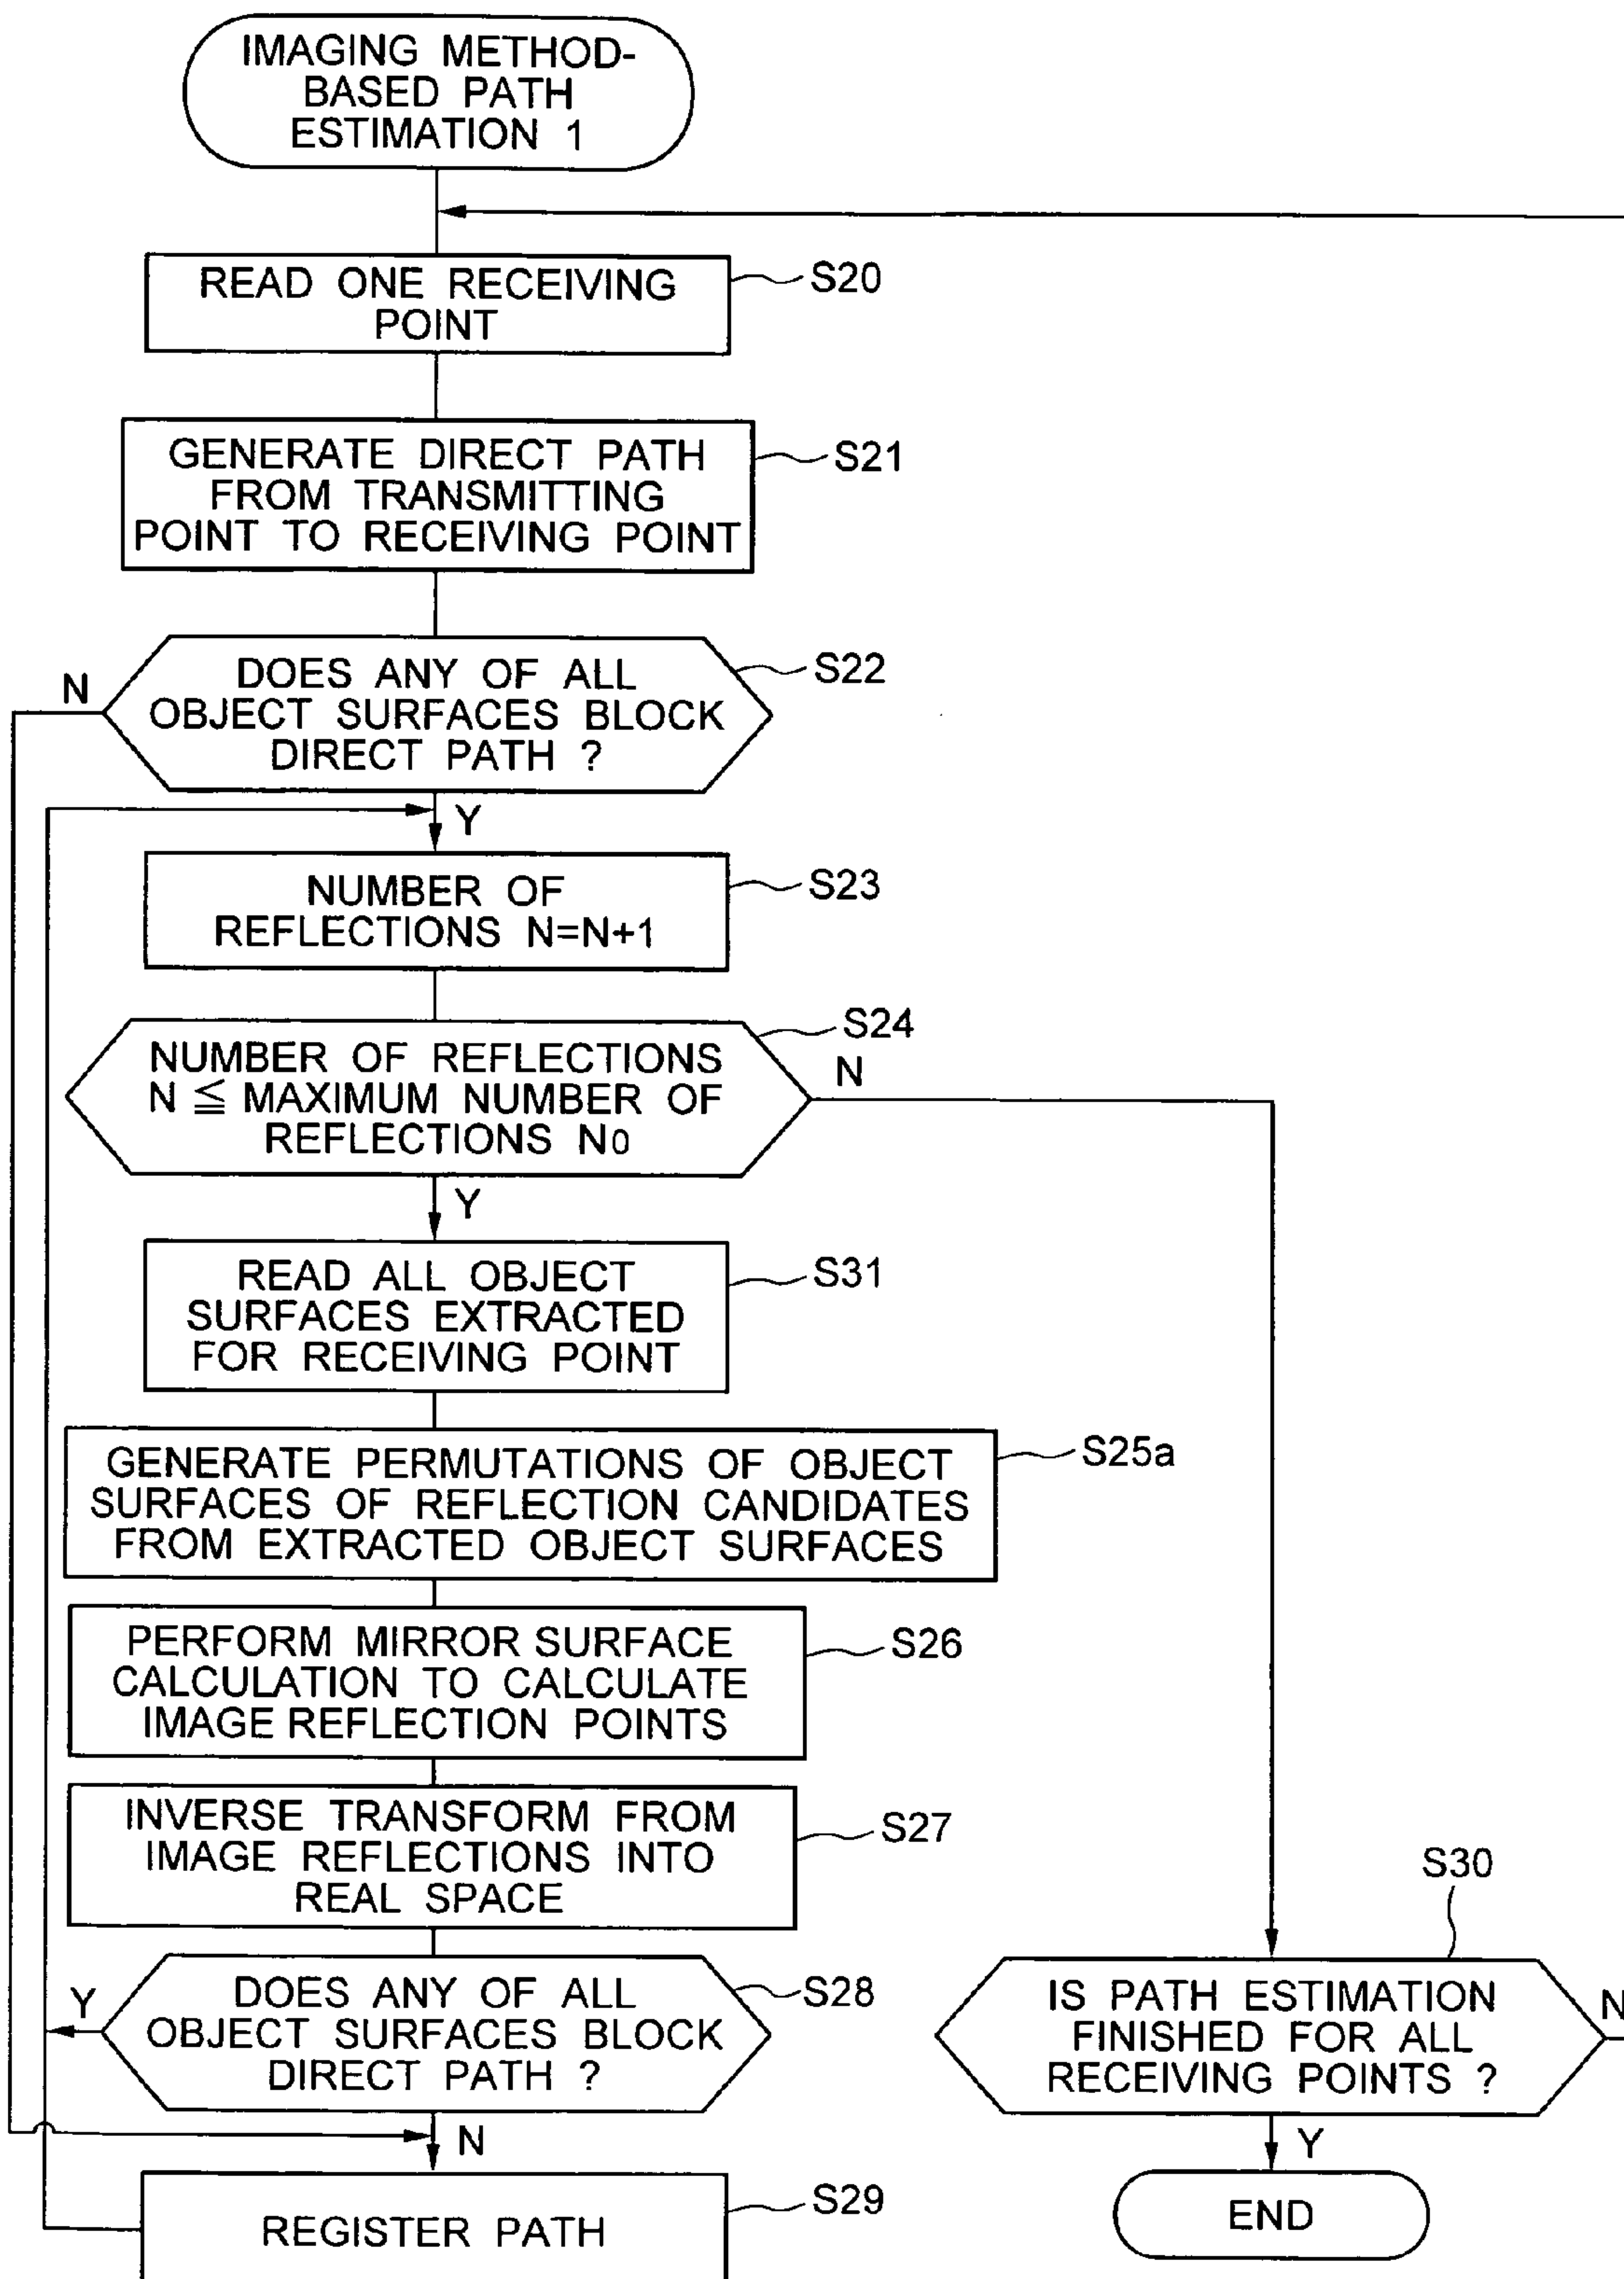 IMAGING METHOD-
BASED PATH
ESTIMATION 1
READ ONE RECEIVING
POINT
S20
GENERATE DIRECT PATH
FROM TRANSMITTING
POINT TO RECEIVING POINT
S21
DOES ANY OF ALL
OBJECT SURFACES BLOCK
DIRECT PATH ?
S22
N
Y
NUMBER OF
REFLECTIONS N=N+1
S23
NUMBER OF REFLECTIONS
N ≦ MAXIMUM NUMBER OF
REFLECTIONS N0
S24
N
Y
READ ALL OBJECT
SURFACES EXTRACTED
FOR RECEIVING POINT
S31
GENERATE PERMUTATIONS OF OBJECT
SURFACES OF REFLECTION CANDIDATES
FROM EXTRACTED OBJECT SURFACES
S25a
PERFORM MIRROR SURFACE
CALCULATION TO CALCULATE
IMAGE REFLECTION POINTS
S26
INVERSE TRANSFORM FROM
IMAGE REFLECTIONS INTO
REAL SPACE
S27
DOES ANY OF ALL
OBJECT SURFACES BLOCK
DIRECT PATH ?
S28
Y
N
REGISTER PATH
S29
IS PATH ESTIMATION
FINISHED FOR ALL
RECEIVING POINTS ?
S30
N
Y
END